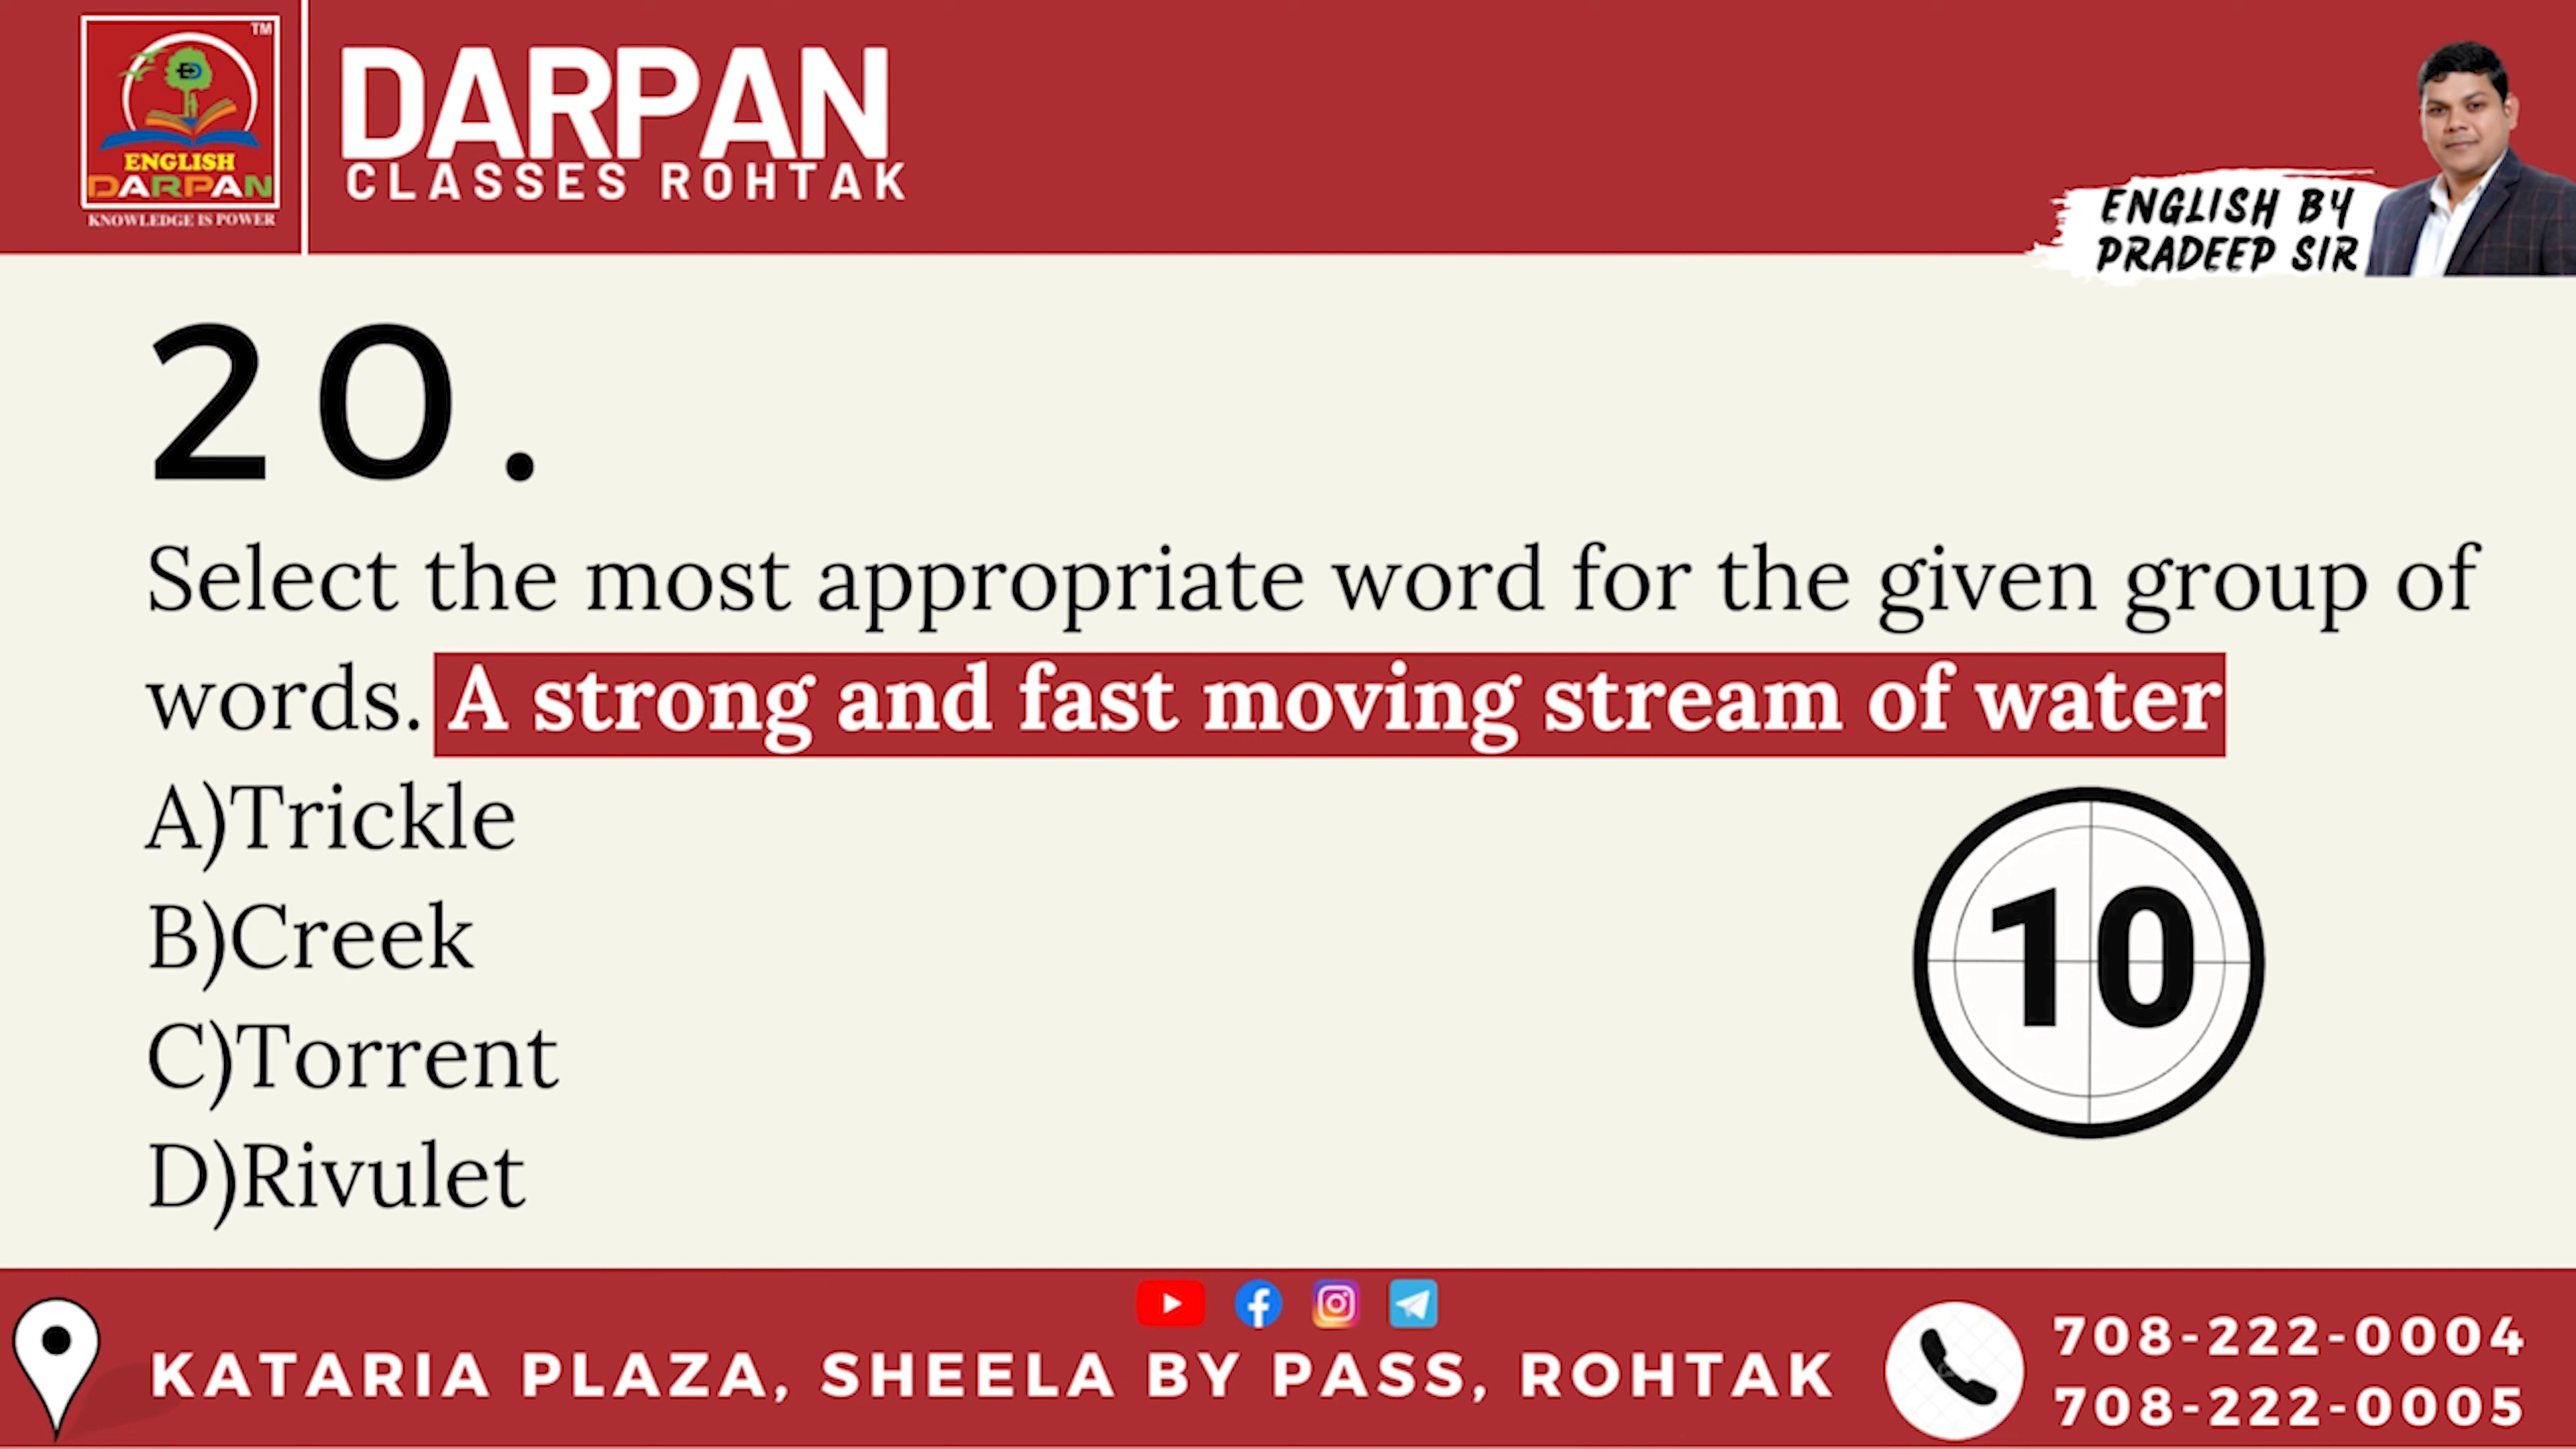 TM
ENGLISH
DARPAN
KNOWLEDGE IS POWER
DARPAN
CLASSES ROHTAK
ENGLISH BY
PRADEEP SIR
20.
Select the most appropriate word for the given group of
words. A strong and fast moving stream of water
A)Trickle
B)Creek
C)Torrent
D)Rivulet
10
KATARIA PLAZA, SHEELA BY PASS, ROHTAK
708-222-0004
708-222-0005